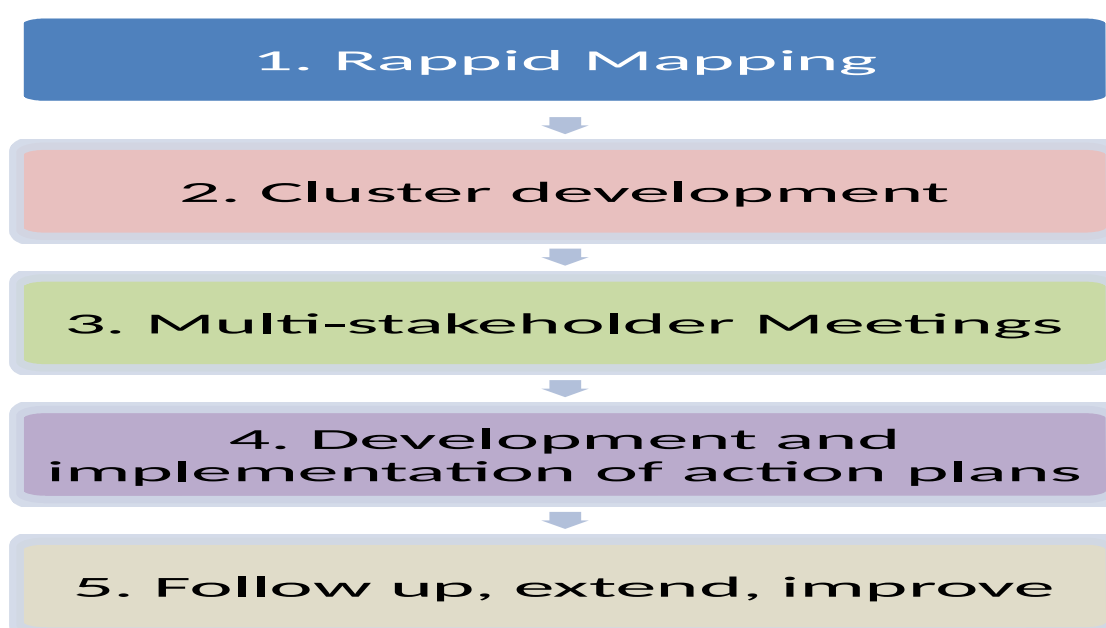 1. Rappid Mapping
2. Cluster development
3. Multi-stakeholder Meetings
4. Development and
implementation of action plans
5. Follow up, extend, improve